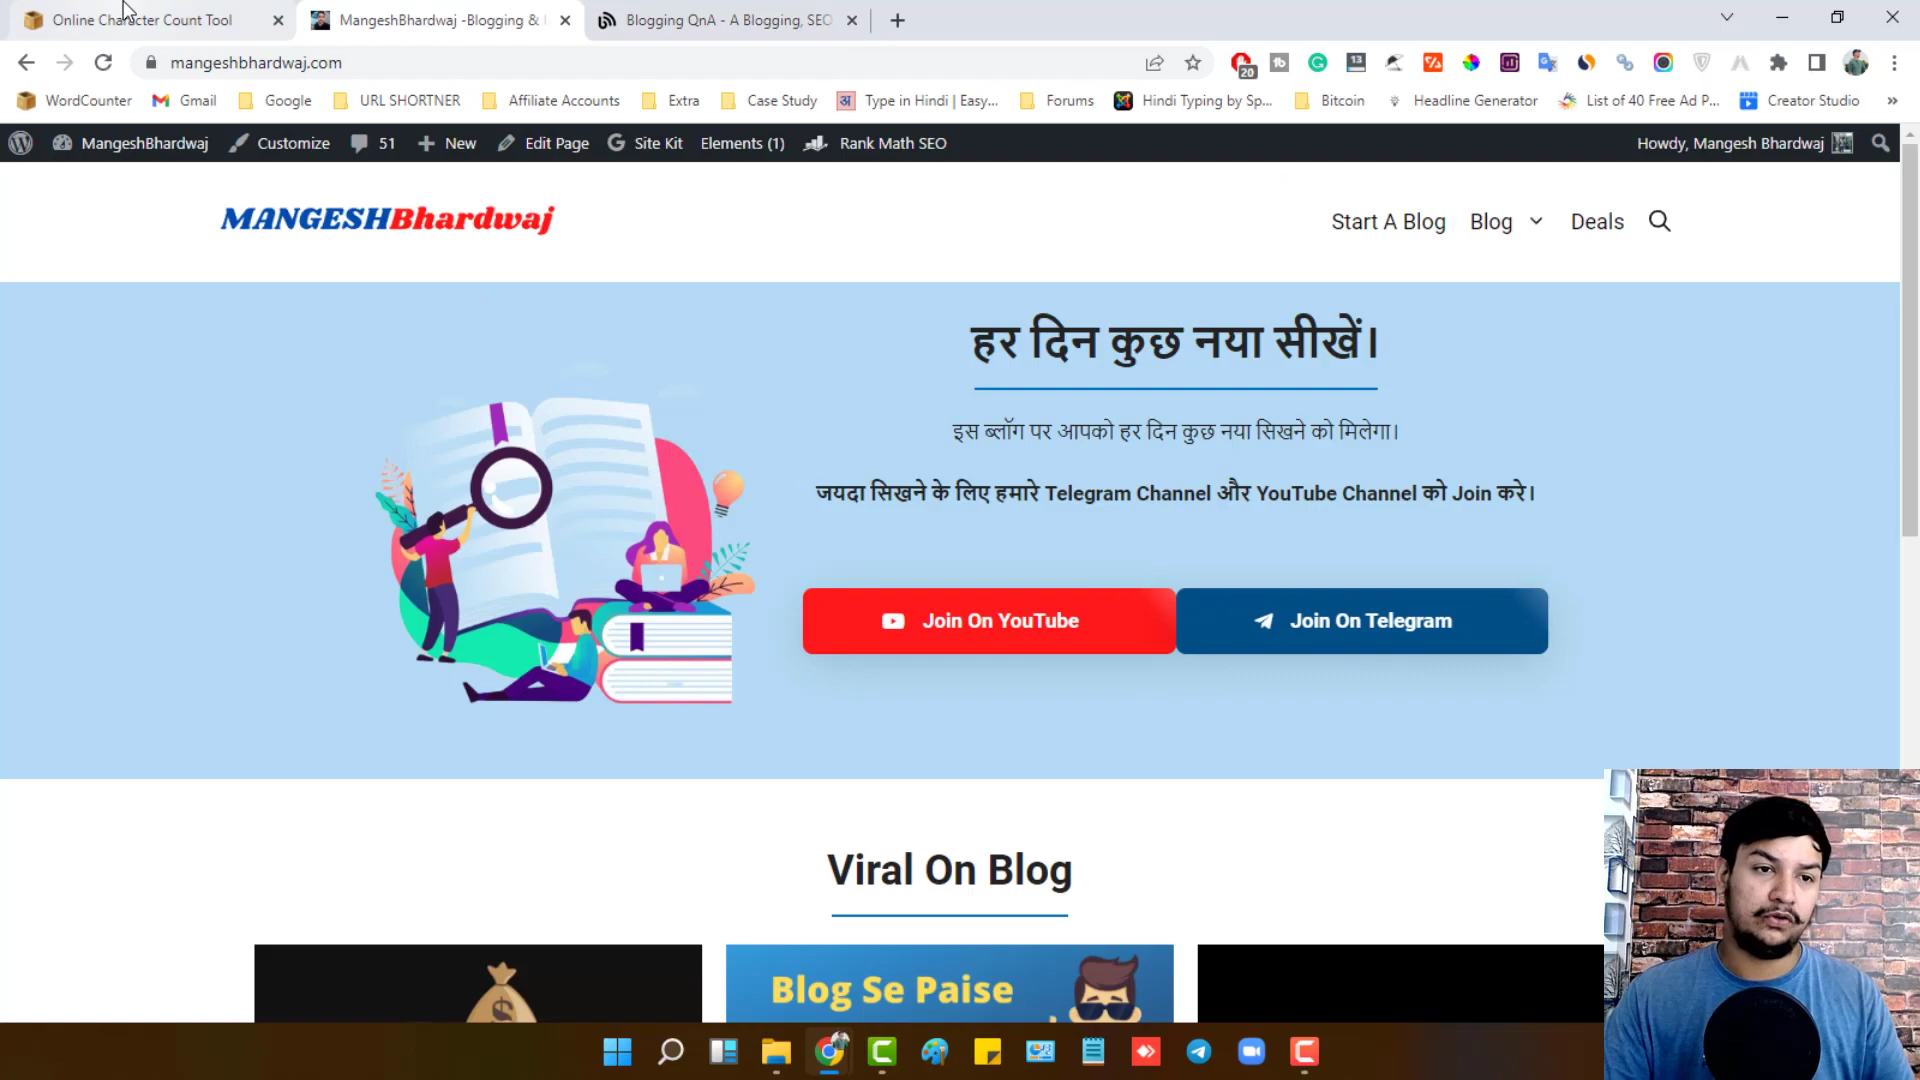 Online Character Count Tool
MangeshBhardwaj -Blogging &
Blogging QnA - A Blogging, SEO
mangeshbhardwaj.com
20
13
WordCounter
Gmail
Google
URL SHORTNER
Affiliate Accounts
Extra
Case Study
अ Type in Hindi | Easy...
Forums
Hindi Typing by Sp...
Bitcoin
Headline Generator
List of 40 Free Ad P...
Creator Studio
»
MangeshBhardwaj
Customize
51
New
Edit Page
Site Kit
Elements (1)
Rank Math SEO
Howdy, Mangesh Bhardwaj
MANGESHBhardwaj
Start A Blog
Blog
Deals
हर दिन कुछ नया सीखें।
इस ब्लॉग पर आपको हर दिन कुछ नया सिखने को मिलेगा।
जयदा सिखने के लिए हमारे Telegram Channel और YouTube Channel को Join करे।
Join On YouTube
Join On Telegram
Viral On Blog
$
Blog Se Paise